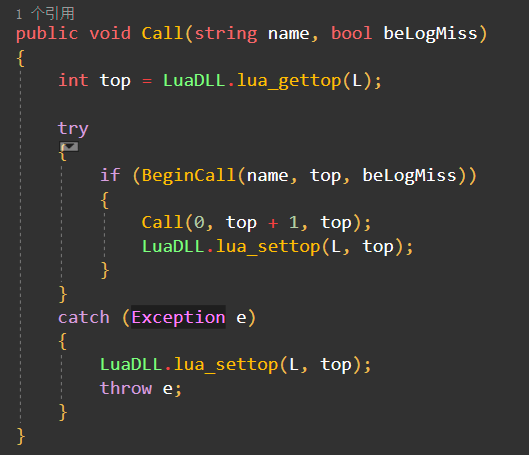 1 个引用
public void Call(string name, bool beLogMiss)
{
    int top = LuaDLL.lua_gettop(L);

    try
    {
        if (BeginCall(name, top, beLogMiss))
        {
            Call(0, top + 1, top);
            LuaDLL.lua_settop(L, top);
        }
    }
    catch (Exception e)
    {
        LuaDLL.lua_settop(L, top);
        throw e;
    }
}